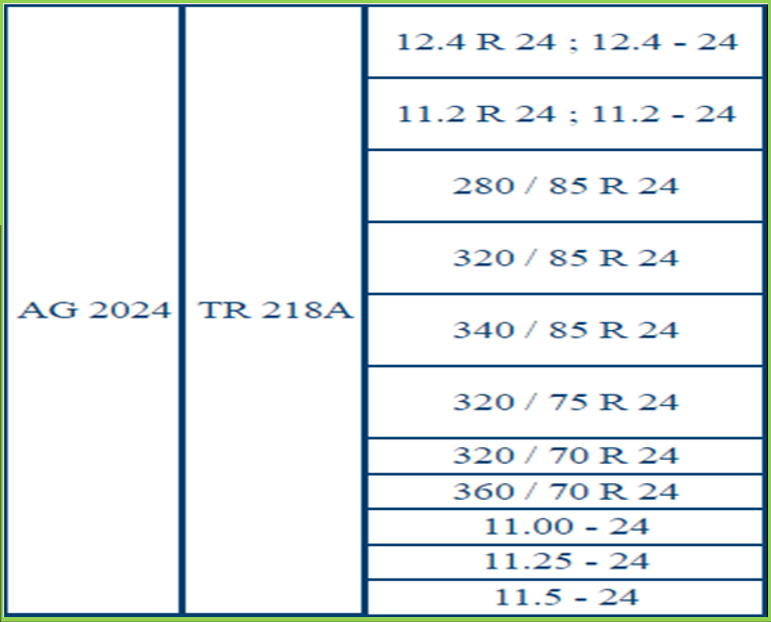 12.4 R 24 ; 12.4 - 24
11.2 R 24 ; 11.2 - 24
280 / 85 R 24
320 / 85 R 24
AG 2024 TR 218A
340 / 85 R 24
320 / 75 R 24
320 / 70 R 24
360 / 70 R 24
11.00 - 24
11.25 - 24
11.5 - 24